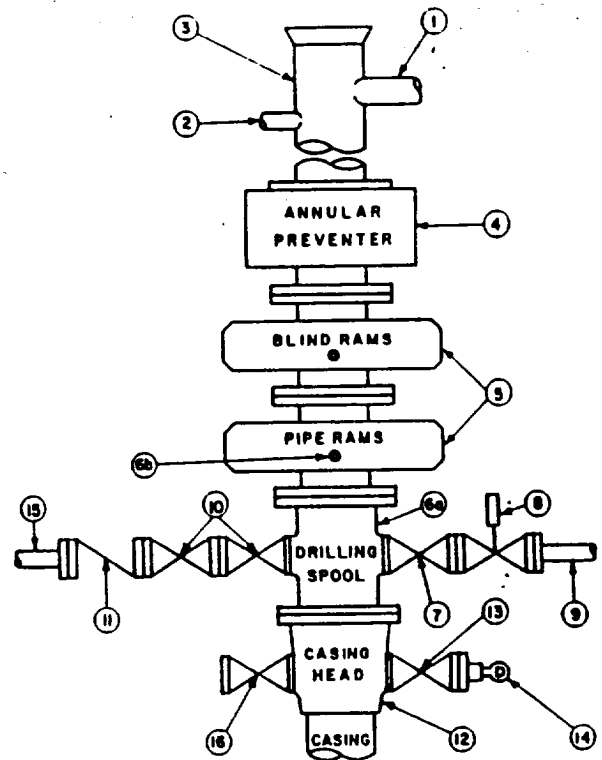 1
3
2
ANNULAR
PREVENTER
4
BLIND RAMS
5
PIPE RAMS
6b
6a
8
15
10
DRILLING
SPOOL
11
7
9
13
CASING
HEAD
16
12
14
CASING